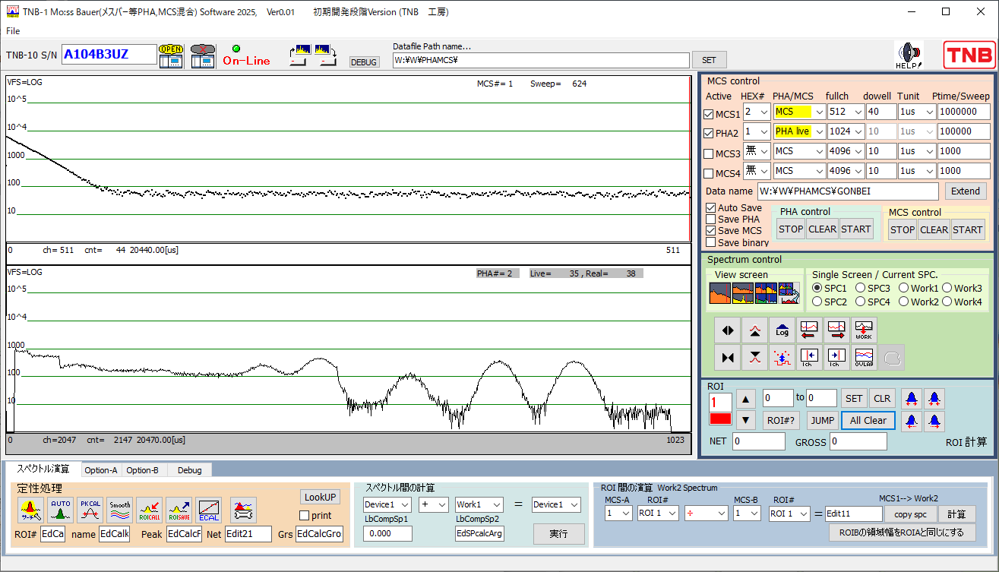 TNB-1 Mo:ss Bauer(メスバー等PHA,MCS混合) Software 2025, Ver0.01 初期開発段階Version (TNB 工房)
File
TNB-10 S/N A104B3UZ OPEN On-Line DEBUG
Datafile Path name...
W:¥W¥PHAMCS¥ SET HELP! TNB
VFS=LOG MCS#= 1 Sweep= 624
10^5
10^4
1000
100
10
0 ch= 511 cnt= 44 20440.00[us] 511
VFS=LOG PHA#= 2 Live= 35 , Real= 38
10^5
10^4
1000
100
10
0 ch=2047 cnt= 2147 20470.00[us] 1023
MCS control
Active HEX# PHA/MCS fullch dowell Tunit Ptime/Sweep
MCS1 2 MCS 512 40 1us 1000000
PHA2 1 PHA live 1024 10 1us 100000
MCS3 無 MCS 4096 10 1us 1000
MCS4 無 MCS 4096 10 1us 1000
Data name W:¥W¥PHAMCS¥GONBEI Extend
Auto Save
Save PHA
Save MCS
Save binary
PHA control
STOP CLEAR START
MCS control
STOP CLEAR START
Spectrum control
View screen
Single Screen / Current SPC.
SPC1 SPC3 Work1 Work3
SPC2 SPC4 Work2 Work4
Log WORK
1ch 1ch OVLAP
ROI
1 ▲ 0 to 0 SET CLR
▼ ROI#? JUMP All Clear
NET 0 GROSS 0 ROI 計算
スペクトル演算 Option-A Option-B Debug
定性処理
サーチ AUTO PKCAL Smooth ROICALL ROISAVE ECAL
LookUP
print
ROI# EdCa name EdCalk Peak EdCalcF Net Edit21 Grs EdCalcGro
スペクトル間の計算
Device1 + Work1 = Device1
LbCompSp1 LbCompSp2
0.000 EdSPcalcArg 実行
ROI 間の演算 Work2 Spectrum
MCS-A ROI# MCS-B ROI# MCS1--> Work2
1 ROI 1 ÷ 1 ROI 1 = Edit11 copy spc 計算
ROIBの領域幅をROIAと同じにする